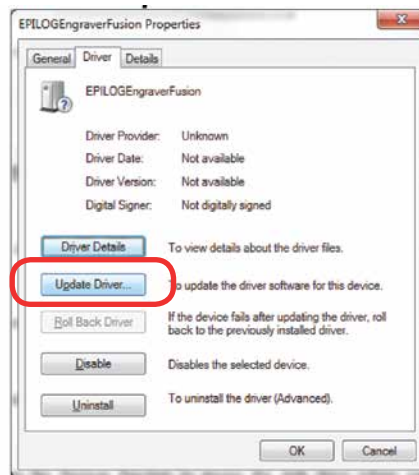 EPILOGEngraverFusion Properties
General Driver Details
EPILOGEngraverFusion
Driver Provider: Unknown
Driver Date: Not available
Driver Version: Not available
Digital Signer: Not digitally signed
Driver Details To view details about the driver files.
Update Driver... To update the driver software for this device.
Roll Back Driver If the device fails after updating the driver, roll
back to the previously installed driver.
Disable Disables the selected device.
Uninstall To uninstall the driver (Advanced).
OK Cancel